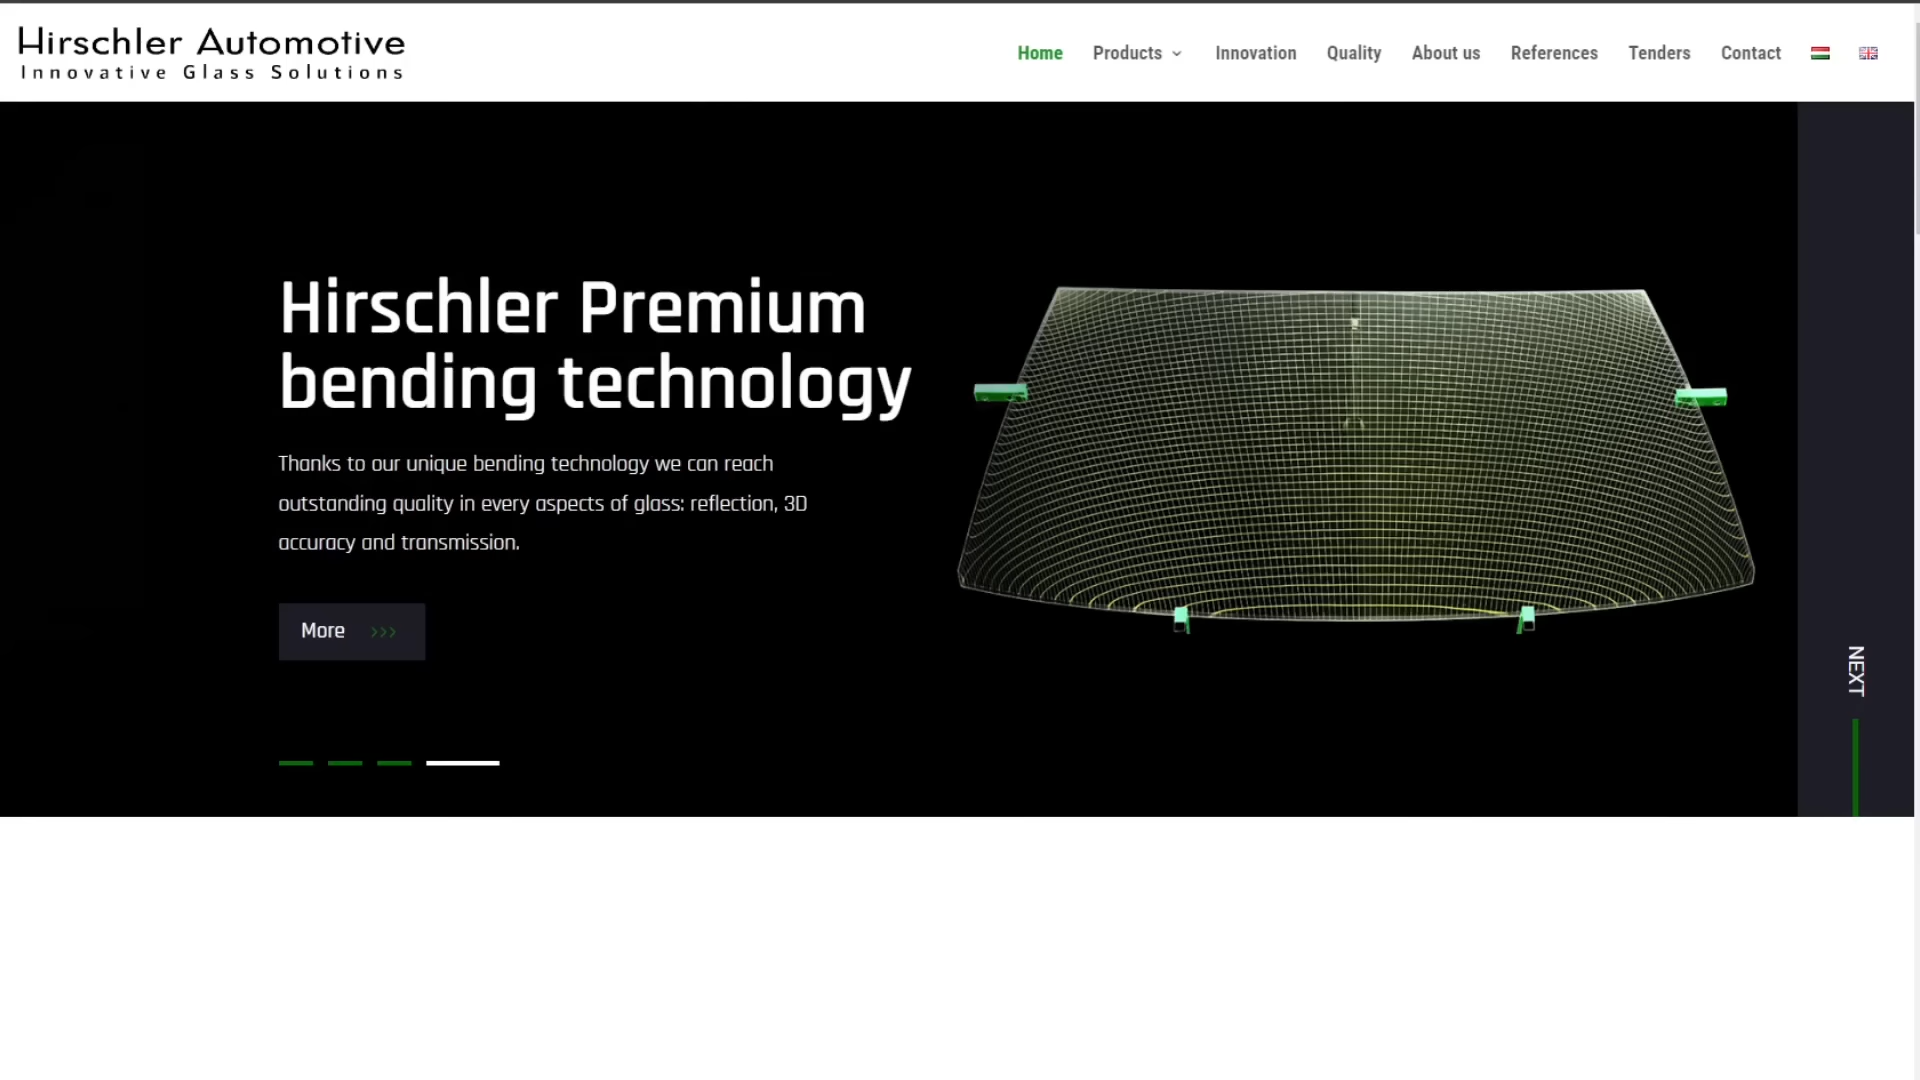 Hirschler Automotive
Innovative Glass Solutions
Home
Products
Innovation
Quality
About us
References
Tenders
Contact
Hirschler Premium
bending technology
Thanks to our unique bending technology we can reach
outstanding quality in every aspects of glass: reflection, 3D
accuracy and transmission.
More
NEXT